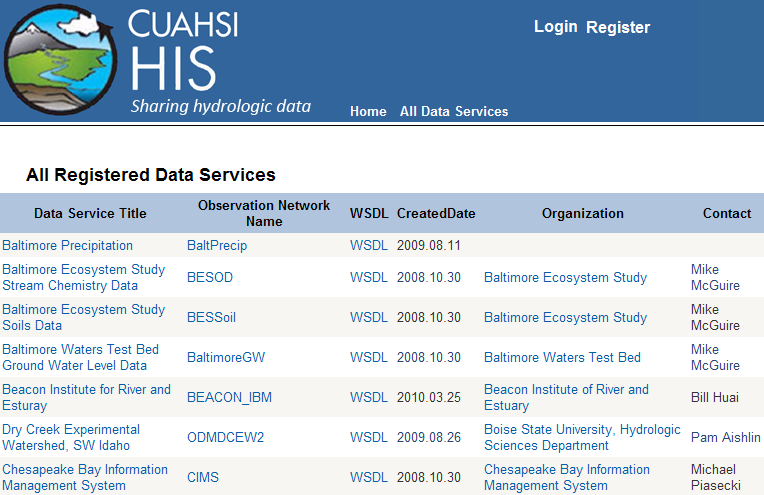 CUAHSI
HIS
Sharing hydrologic data
Login Register
Home All Data Services
All Registered Data Services
Data Service Title Observation Network Name WSDL CreatedDate Organization Contact
Baltimore Precipitation BaltPrecip WSDL 2009.08.11
Baltimore Ecosystem Study Stream Chemistry Data BESOD WSDL 2008.10.30 Baltimore Ecosystem Study Mike McGuire
Baltimore Ecosystem Study Soils Data BESSoil WSDL 2008.10.30 Baltimore Ecosystem Study Mike McGuire
Baltimore Waters Test Bed Ground Water Level Data BaltimoreGW WSDL 2008.10.30 Baltimore Waters Test Bed Mike McGuire
Beacon Institute for River and Esturay BEACON_IBM WSDL 2010.03.25 Beacon Institute of River and Estuary Bill Huai
Dry Creek Experimental Watershed, SW Idaho ODMDCEW2 WSDL 2009.08.26 Boise State University, Hydrologic Sciences Department Pam Aishlin
Chesapeake Bay Information Management System CIMS WSDL 2008.10.30 Chesapeake Bay Information Management System Michael Piasecki